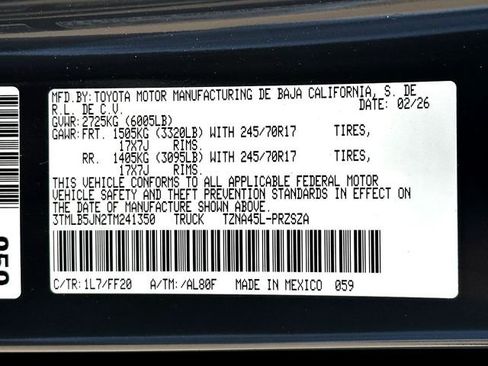 MFD.BY:TOYOTA MOTOR MANUFACTURING DE BAJA CALIFORNIA, S. DE
R.L. DE C.V. DATE: 02/26
GVWR:2725KG (6005LB)
GAWR:FRT. 1505KG (3320LB) WITH 245/70R17 TIRES,
17X7J RIMS.
RR. 1405KG (3095LB) WITH 245/70R17 TIRES,
17X7J RIMS.
THIS VEHICLE CONFORMS TO ALL APPLICABLE FEDERAL MOTOR
VEHICLE SAFETY AND THEFT PREVENTION STANDARDS IN EFFECT ON
THE DATE OF MANUFACTURE SHOWN ABOVE.
3TMLB5JN2TM241350 TRUCK TZNA45L-PRZSZA
C/TR:1L7/FF20 A/TM:/AL80F MADE IN MEXICO 059
059